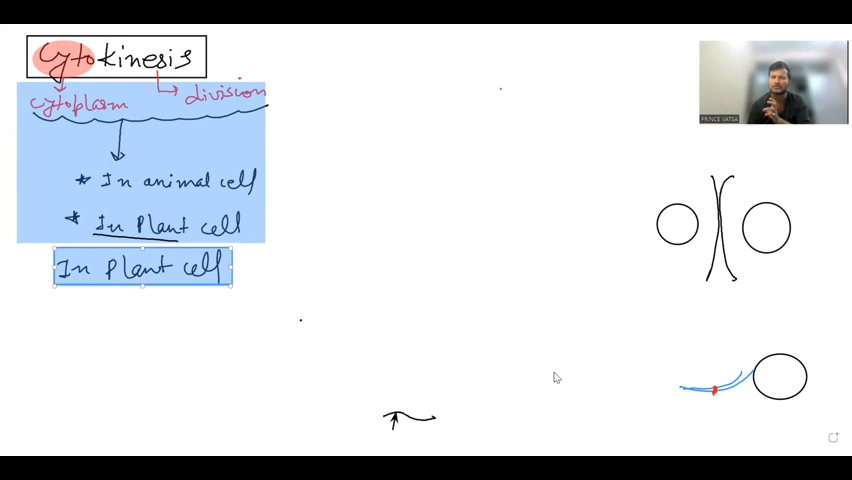 Cytokinesis
cytoplasm division
* In animal cell
* In Plant cell
In plant cell
PRINCE VATSA